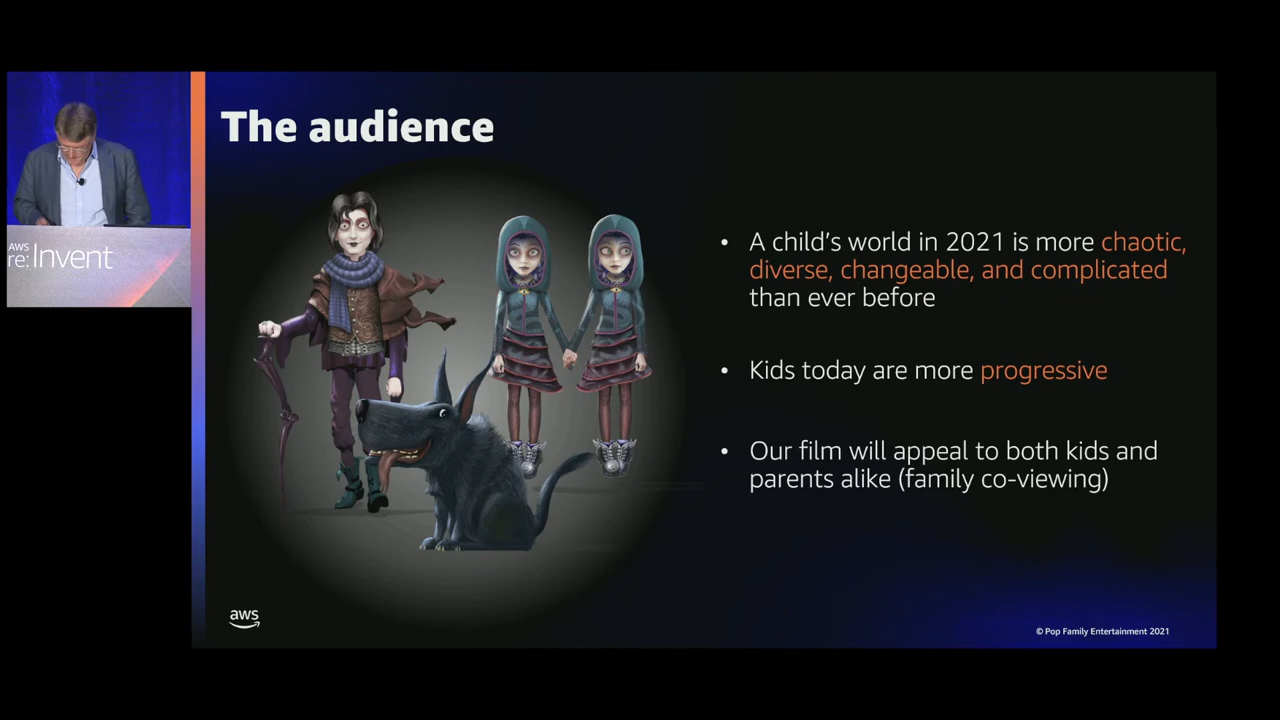 The audience
AWS
re:Invent
• A child's world in 2021 is more chaotic,
diverse, changeable, and complicated
than ever before
• Kids today are more progressive
• Our film will appeal to both kids and
parents alike (family co-viewing)
aws
© Pop Family Entertainment 2021